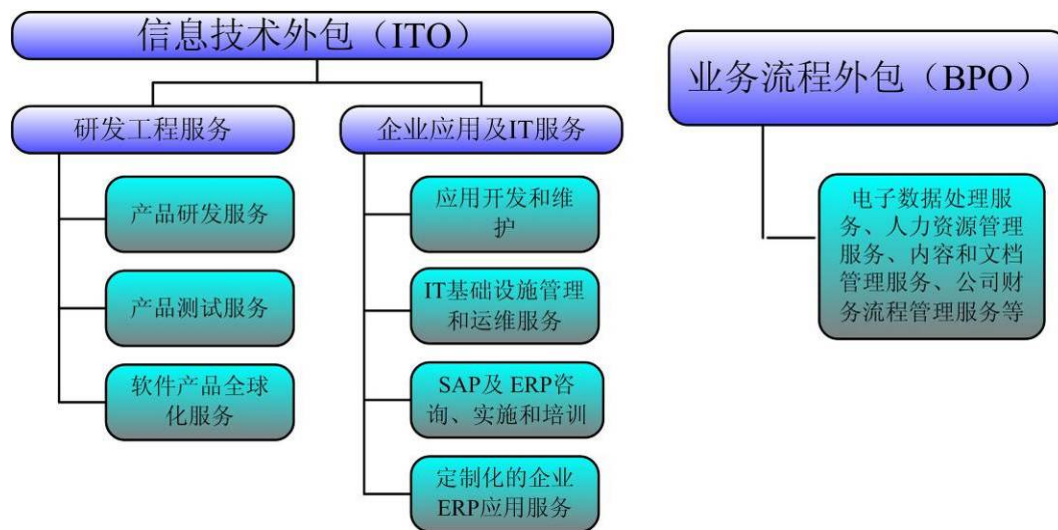 信息技术外包（ITO）
研发工程服务
产品研发服务
产品测试服务
软件产品全球
化服务
企业应用及IT服务
应用开发和维
护
IT基础设施管理
和运维服务
SAP及 ERP咨
询、实施和培训
定制化的企业
ERP应用服务
业务流程外包（BPO）
电子数据处理服
务、人力资源管理
服务、内容和文档
管理服务、公司财
务流程管理服务等